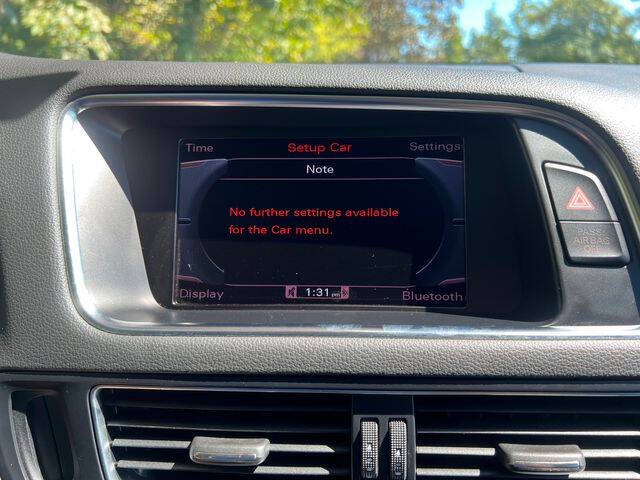 Time Setup Car Settings
Note
No further settings available
for the Car menu.
Display 1:31 pm Bluetooth
PASS
AIR BAG
OFF